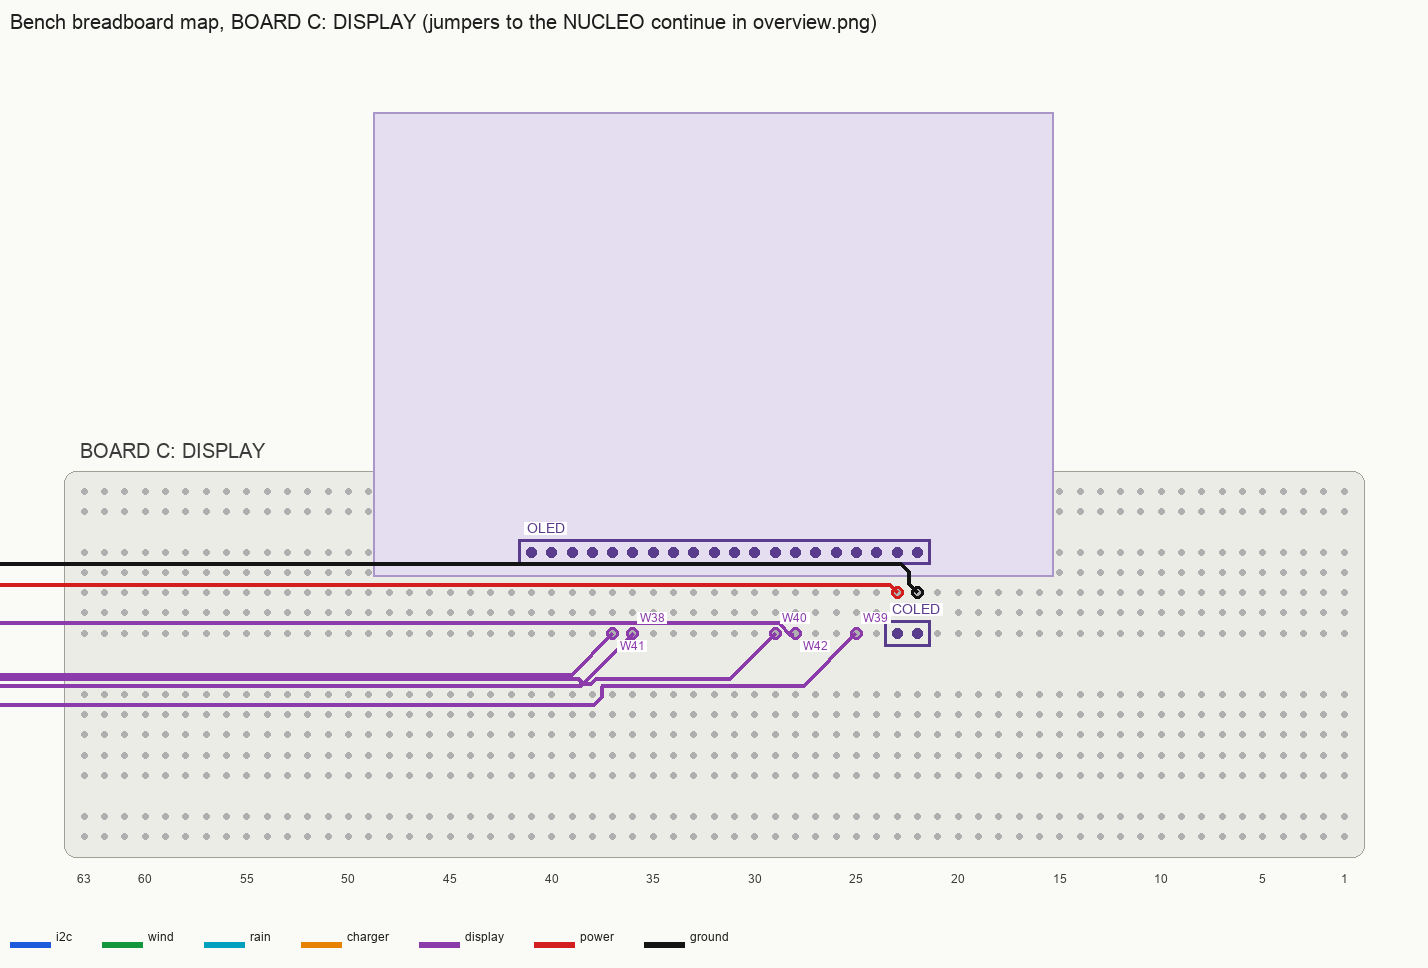 Bench breadboard map, BOARD C: DISPLAY (jumpers to the NUCLEO continue in overview.png)
BOARD C: DISPLAY
OLED
COLED
W38
W40
W39
W41
W42
63 60 55 50 45 40 35 30 25 20 15 10 5 1
i2c wind rain charger display power ground